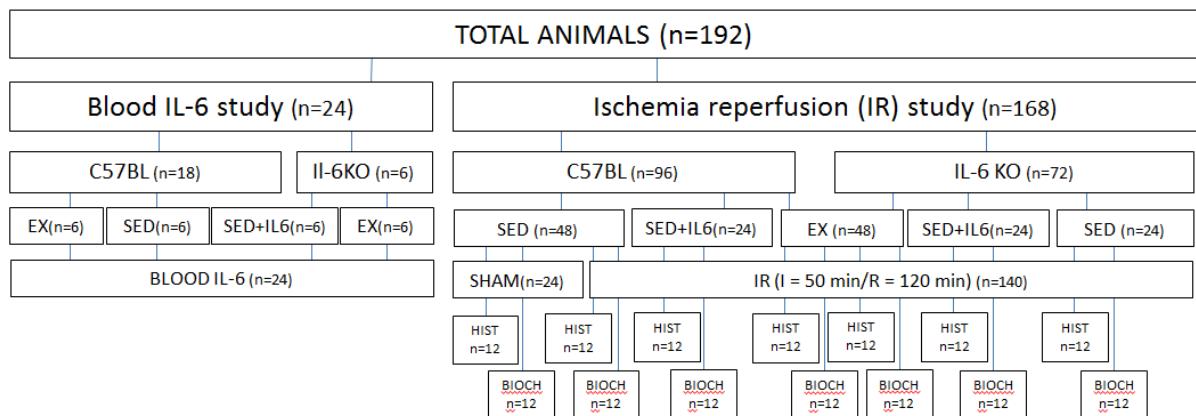 TOTAL ANIMALS (n=192)
Blood IL-6 study (n=24)
Ischemia reperfusion (IR) study (n=168)
C57BL (n=18)
Il-6KO (n=6)
C57BL (n=96)
IL-6 KO (n=72)
EX(n=6)
SED(n=6)
SED+IL6(n=6)
EX(n=6)
SED (n=48)
SED+IL6(n=24)
EX (n=48)
SED+IL6(n=24)
SED (n=24)
BLOOD IL-6 (n=24)
SHAM(n=24)
IR (I = 50 min/R = 120 min) (n=140)
HIST
n=12
HIST
n=12
HIST
n=12
HIST
n=12
HIST
n=12
HIST
n=12
HIST
n=12
BIOCH
n=12
BIOCH
n=12
BIOCH
n=12
BIOCH
n=12
BIOCH
n=12
BIOCH
n=12
BIOCH
n=12